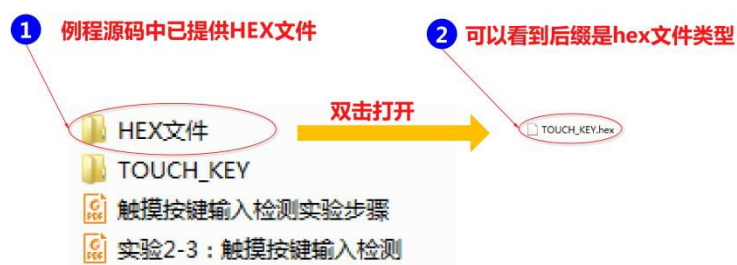 1 例程源码中已提供HEX文件
2 可以看到后缀是hex文件类型
HEX文件
双击打开
TOUCH_KEY.hex
TOUCH_KEY
PDF 触摸按键输入检测实验步骤
PDF 实验2-3：触摸按键输入检测